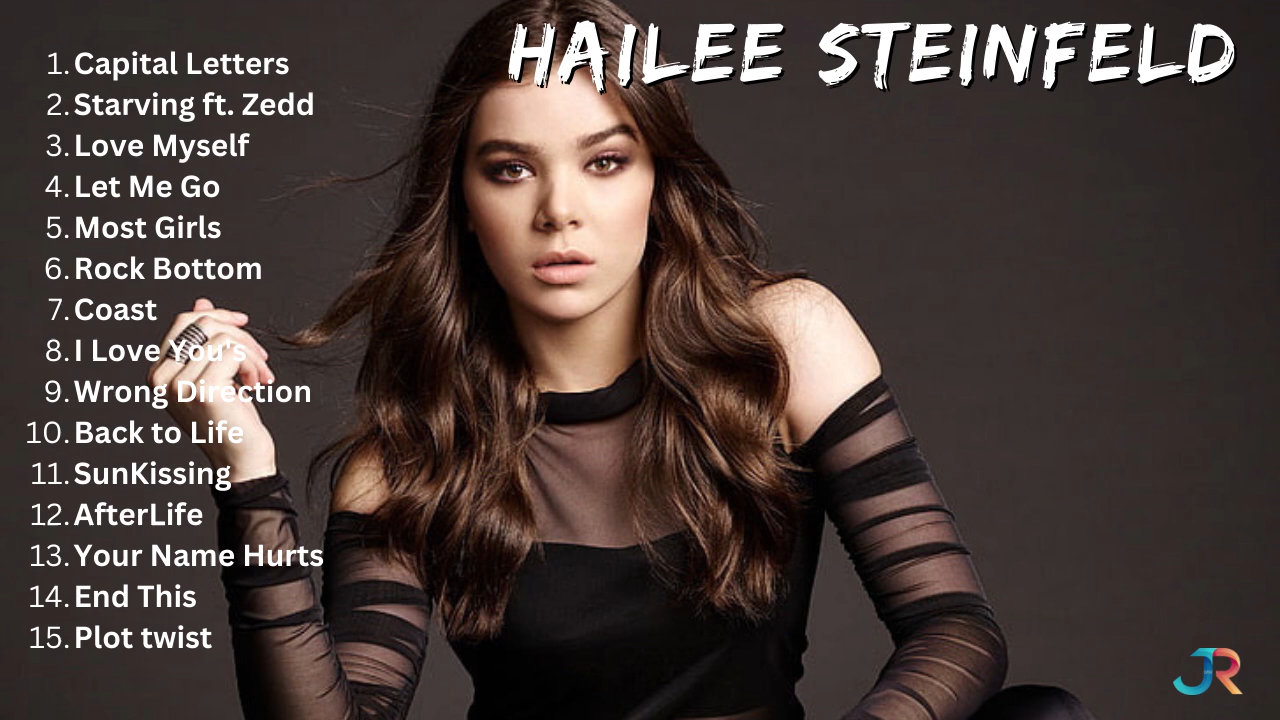 HAILEE STEINFELD
1. Capital Letters
2. Starving ft. Zedd
3. Love Myself
4. Let Me Go
5. Most Girls
6. Rock Bottom
7. Coast
8. I Love You's
9. Wrong Direction
10. Back to Life
11. SunKissing
12. AfterLife
13. Your Name Hurts
14. End This
15. Plot twist
JR